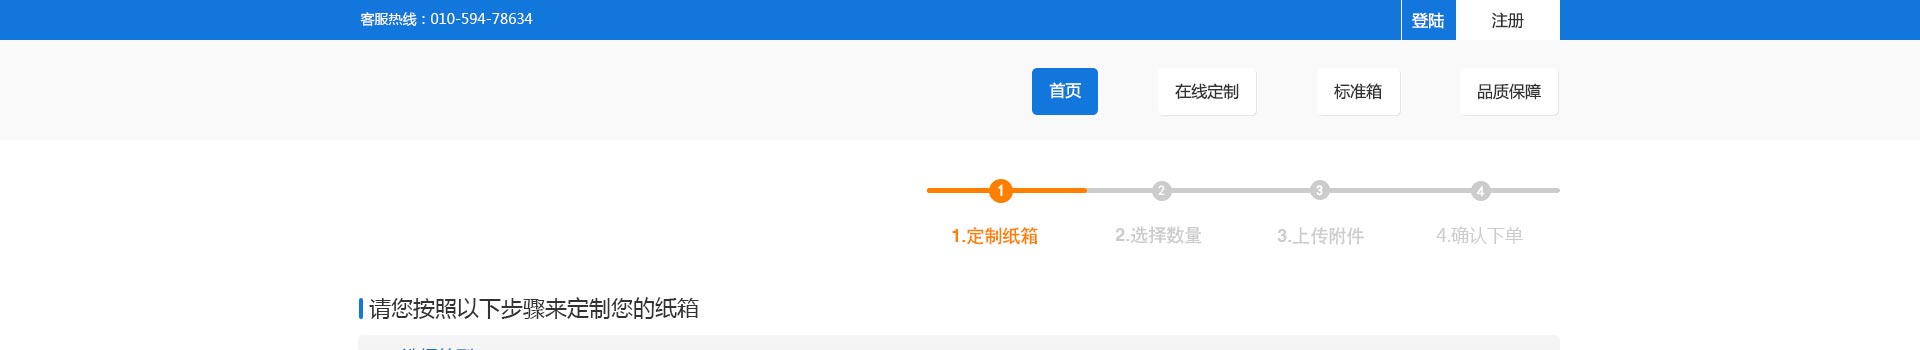 客服热线：010-594-78634
登陆
注册
首页
在线定制
标准箱
品质保障
1
2
3
4
1.定制纸箱
2.选择数量
3.上传附件
4.确认下单
请您按照以下步骤来定制您的纸箱